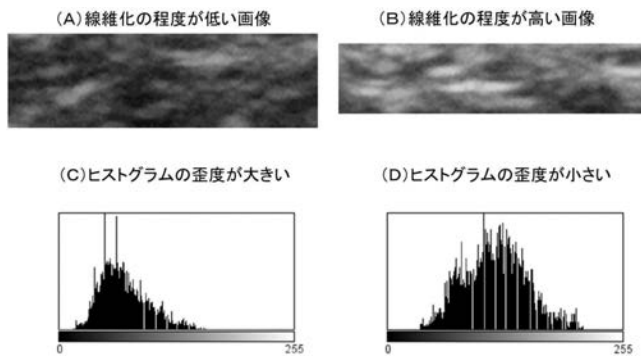 (A)線維化の程度が低い画像
(B)線維化の程度が高い画像
(C)ヒストグラムの歪度が大きい
(D)ヒストグラムの歪度が小さい
0 255
0 255